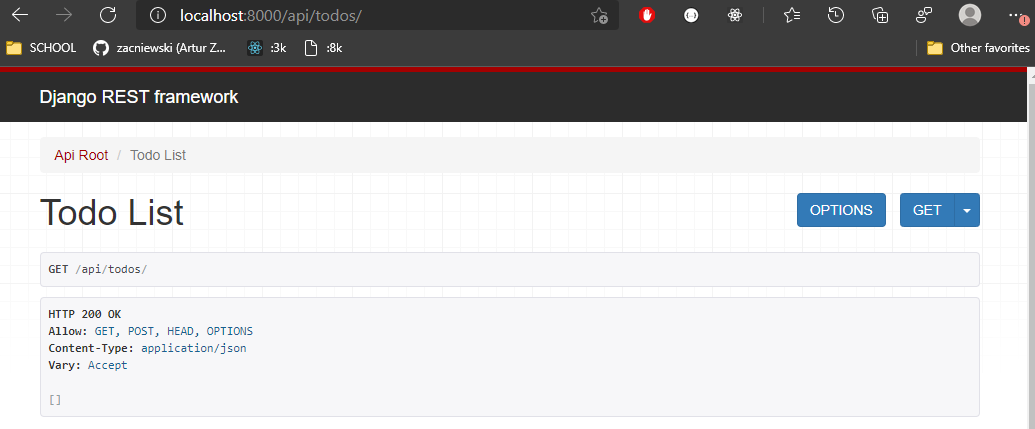 localhost:8000/api/todos/
SCHOOL zacniewski (Artur Z... :3k :8k Other favorites
Django REST framework
Api Root / Todo List
Todo List OPTIONS GET
GET /api/todos/
HTTP 200 OK
Allow: GET, POST, HEAD, OPTIONS
Content-Type: application/json
Vary: Accept
[]